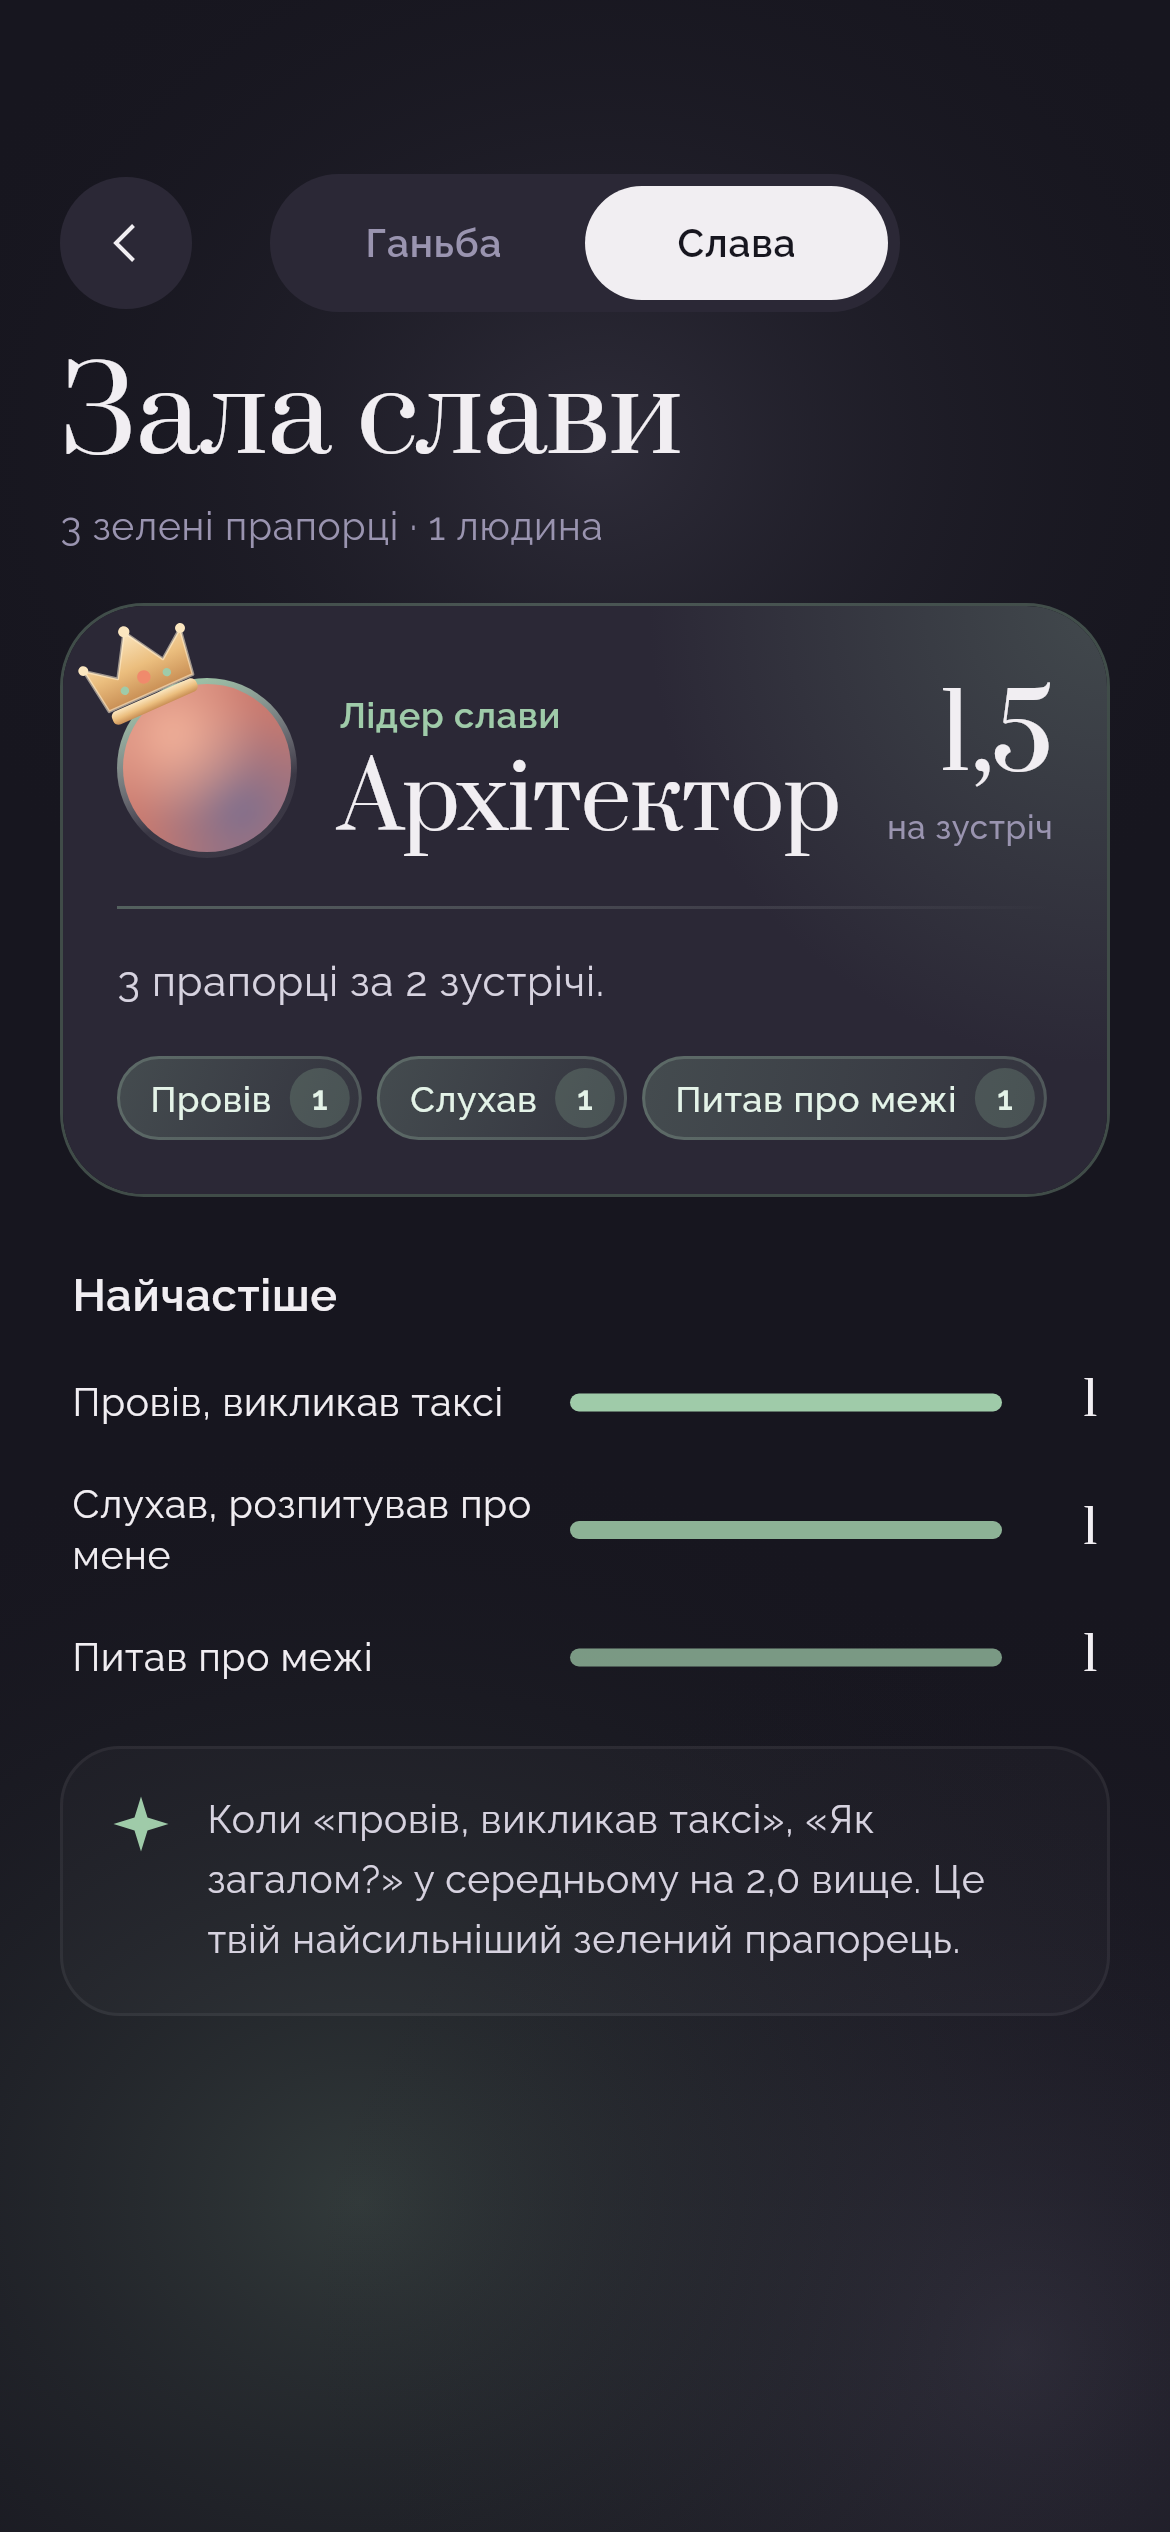 Ганьба
Слава
Зала слави
3 зелені прапорці · 1 людина
Лідер слави
Архітектор
1,5
на зустріч
3 прапорці за 2 зустрічі.
Провів 1
Слухав 1
Питав про межі 1
Найчастіше
Провів, викликав таксі 1
Слухав, розпитував про
мене
1
Питав про межі 1
Коли «провів, викликав таксі», «Як
загалом?» у середньому на 2,0 вище. Це
твій найсильніший зелений прапорець.